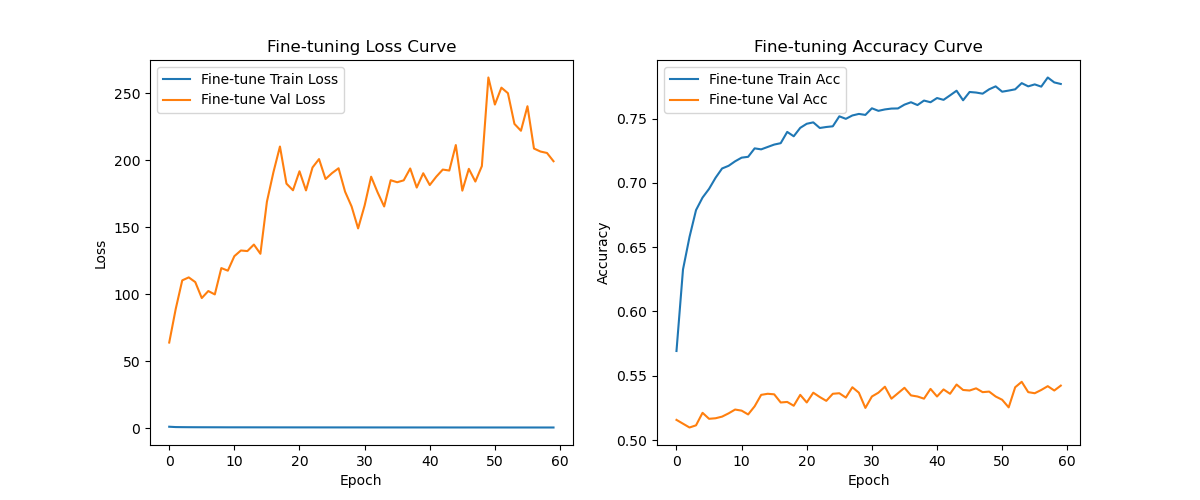 Fine-tuning Loss Curve
Fine-tune Train Loss
Fine-tune Val Loss
Loss
250
200
150
100
50
0
0 10 20 30 40 50 60
Epoch
Fine-tuning Accuracy Curve
Fine-tune Train Acc
Fine-tune Val Acc
Accuracy
0.75
0.70
0.65
0.60
0.55
0.50
0 10 20 30 40 50 60
Epoch